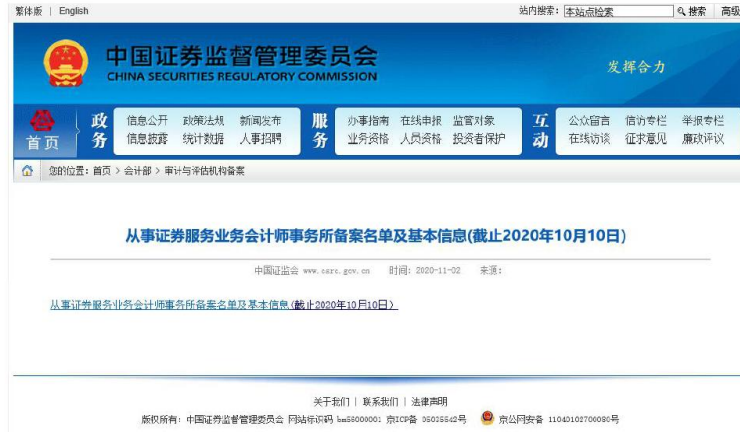 繁体版 | English 站内搜索: 本站点检索 搜索 高级
中国证券监督管理委员会 发挥合力
CHINA SECURITIES REGULATORY COMMISSION
首页 政务 信息公开 政策法规 新闻发布 服务 办事指南 在线申报 监管对象 互动 公众留言 信访专栏 举报专栏
信息披露 统计数据 人事招聘 业务资格 人员资格 投资者保护 在线访谈 征求意见 廉政评议
您的位置: 首页 > 会计部 > 审计与评估机构备案
从事证券服务业务会计师事务所备案名单及基本信息(截止2020年10月10日)
中国证监会 www.csrc.gov.cn 时间: 2020-11-02 来源:
从事证券服务业务会计师事务所备案名单及基本信息(截止2020年10月10日)
关于我们 | 联系我们 | 法律声明
版权所有: 中国证券监督管理委员会 网站标识码 bm56000001 京ICP备 05035542号 京公网安备 11040102700080号